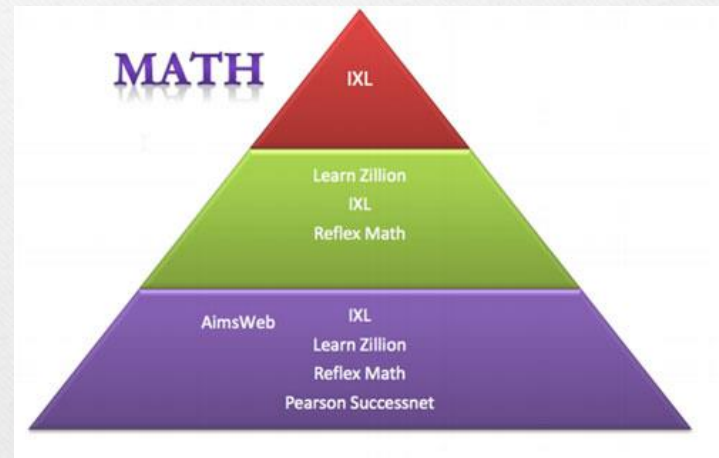 MATH
IXL
Learn Zillion
IXL
Reflex Math
AimsWeb
IXL
Learn Zillion
Reflex Math
Pearson Successnet